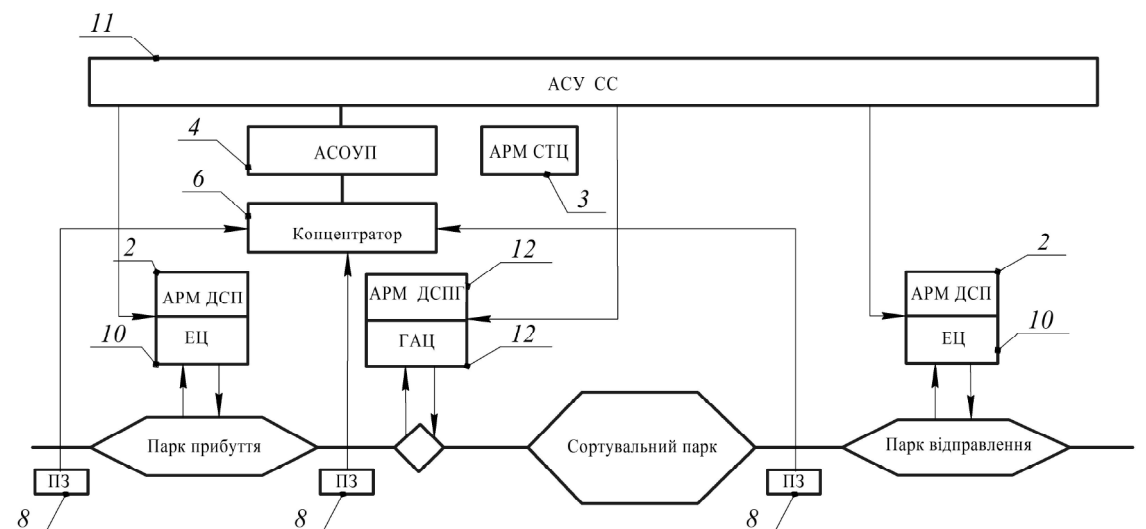 11
АСУ СС
4
АСОУП
АРМ СТЦ
3
6
Концентратор
2
АРМ ДСП
ЕЦ
10
12
АРМ ДСПГ
ГАЦ
12
2
АРМ ДСП
ЕЦ
10
Парк прибуття
Сортувальний парк
Парк відправлення
ПЗ
8
ПЗ
8
ПЗ
8